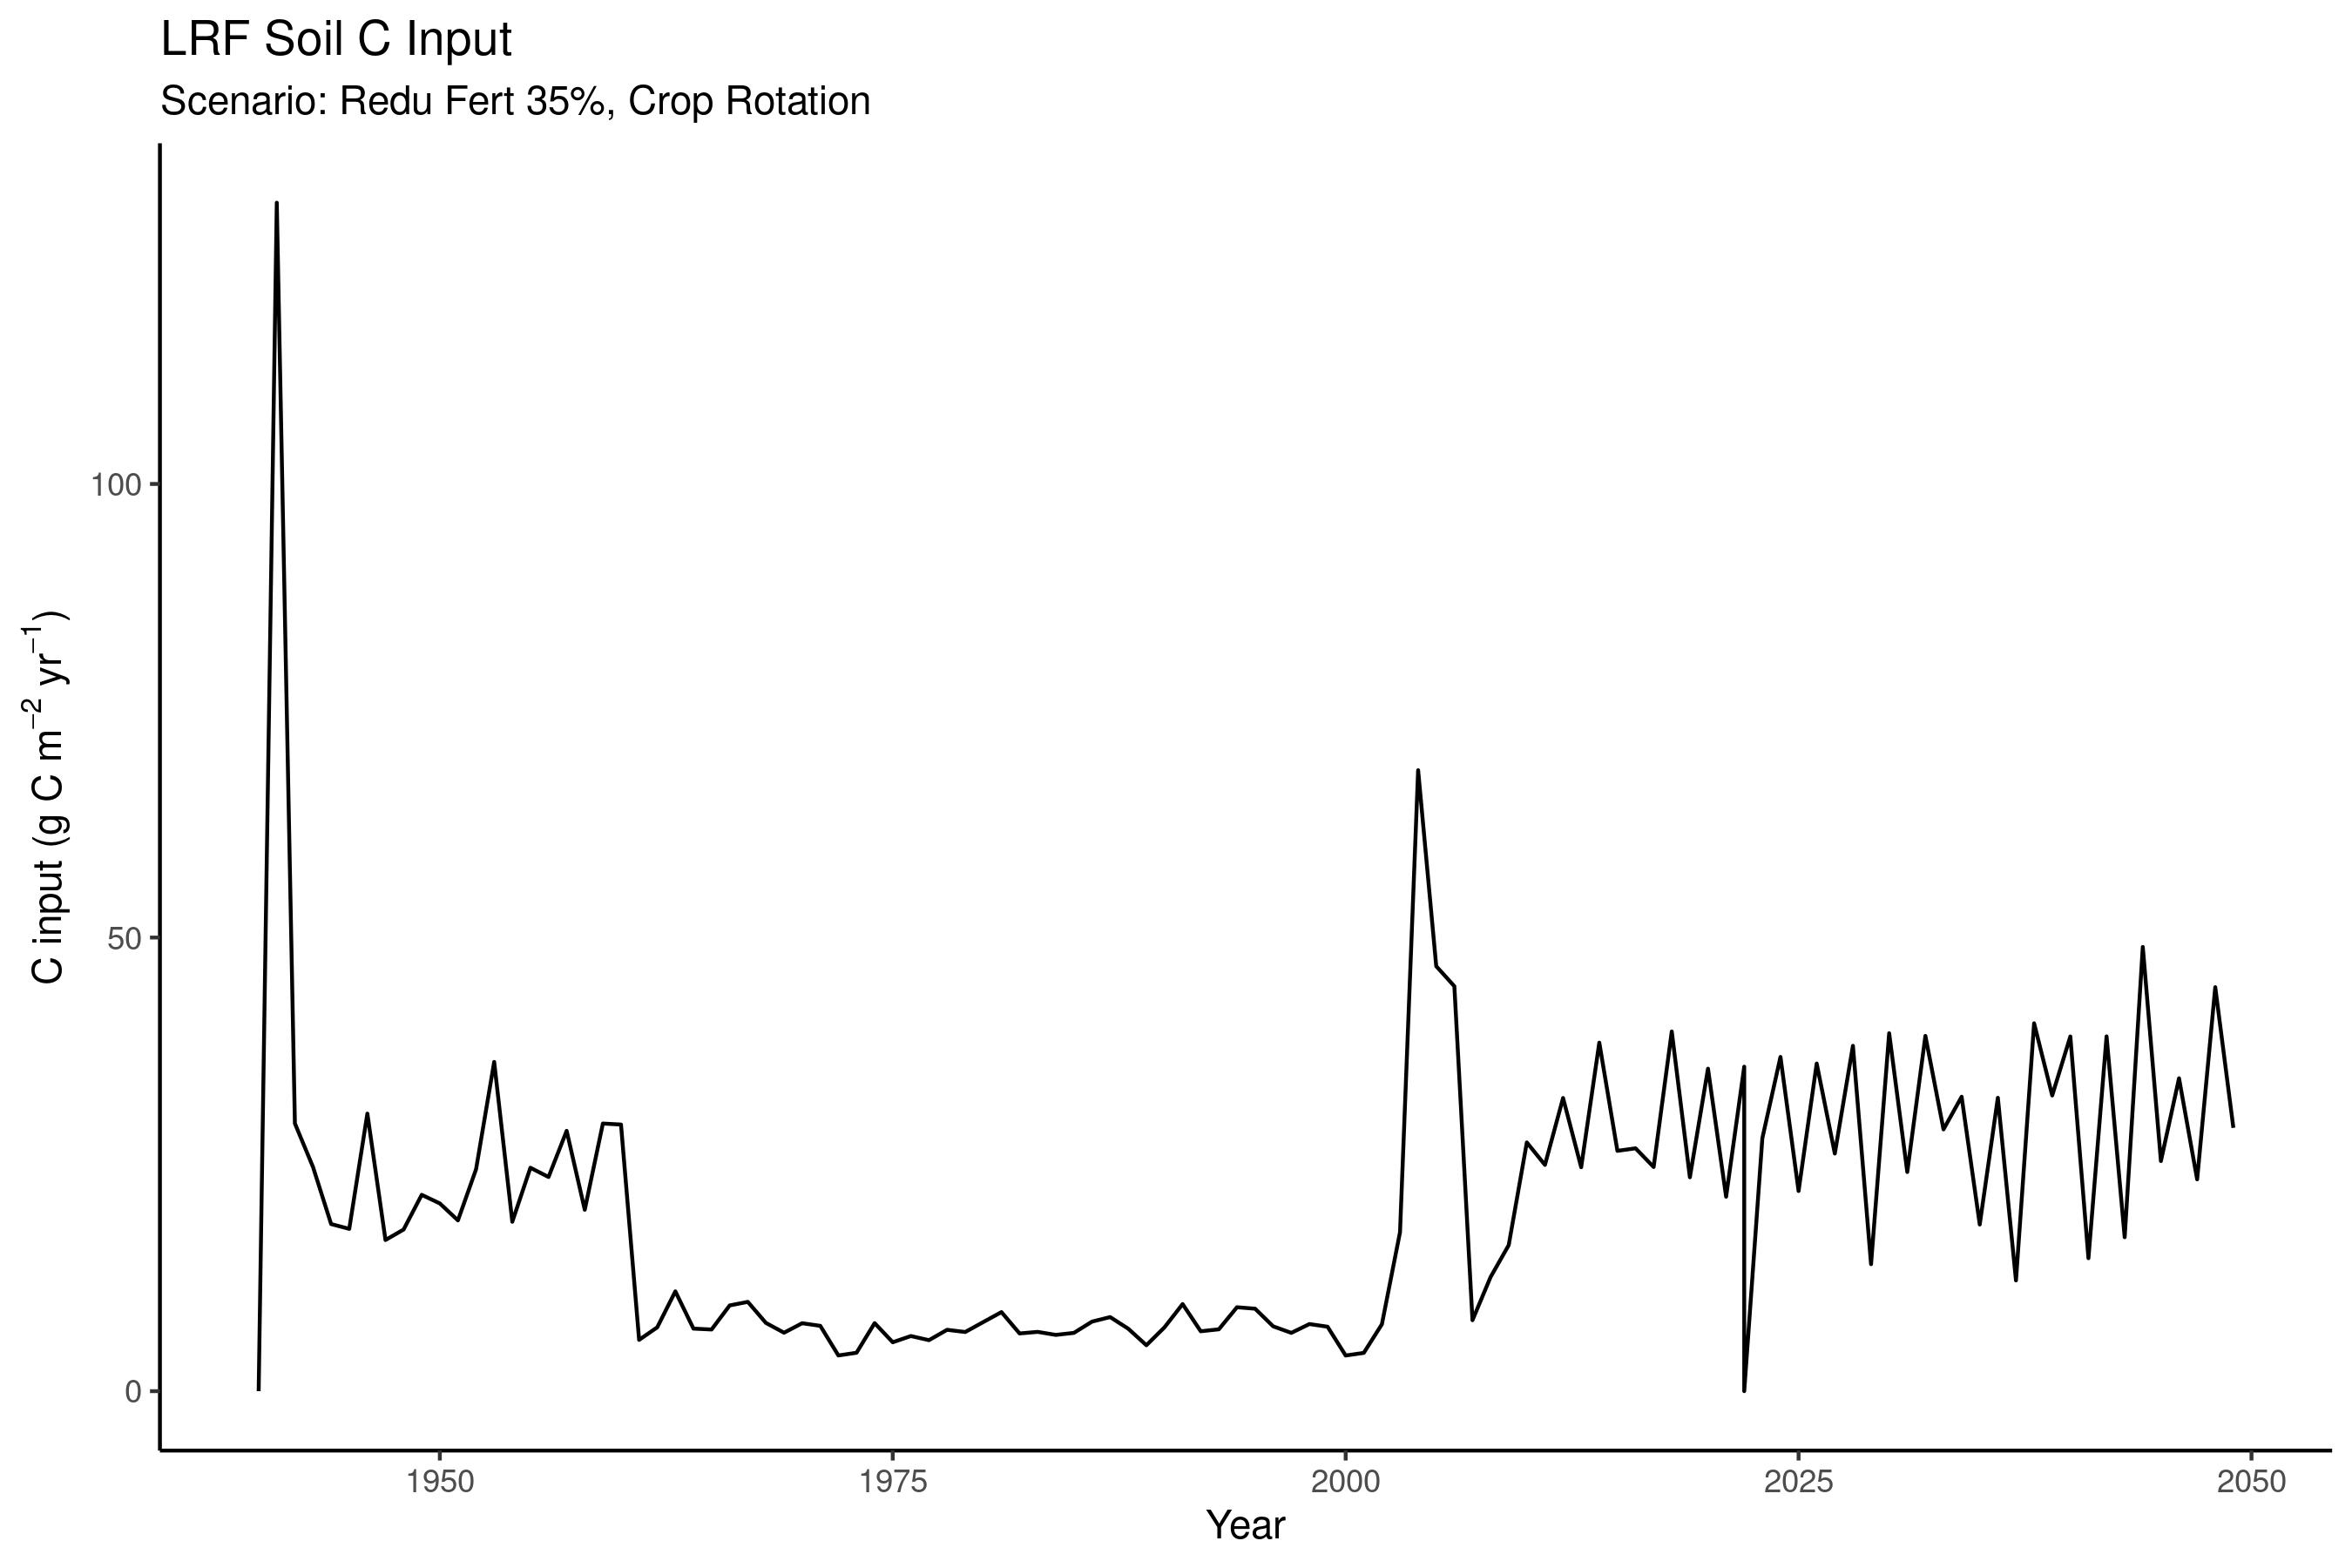 LRF Soil C Input
Scenario: Redu Fert 35%, Crop Rotation
C input (g C m⁻² yr⁻¹)
100
50
0
1950 1975 2000 2025 2050
Year